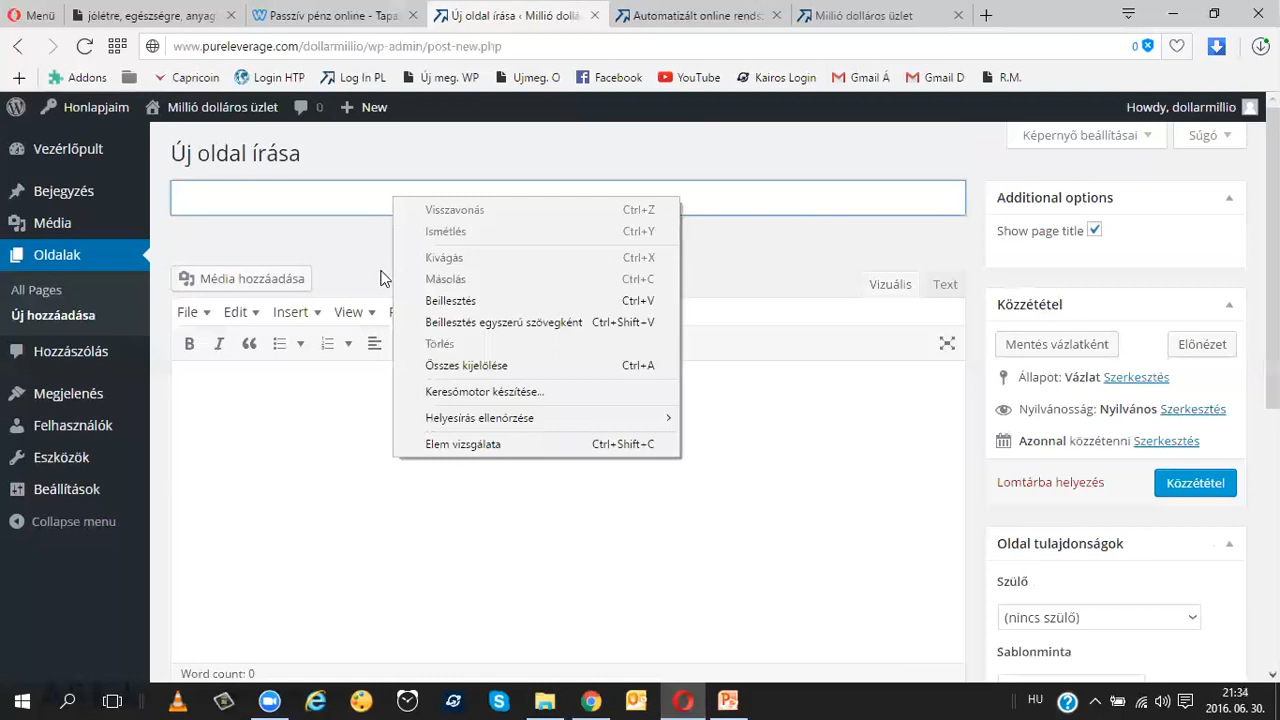 Menü
jólétre, egészségre, anyag
Passzív pénz online - Tapa
Új oldal írása ‹ Millió dollá
Automatizált online rends
Millió dolláros üzlet
www.pureleverage.com/dollarmillio/wp-admin/post-new.php
0
Addons
Capricoin
Login HTP
Log In PL
Új meg. WP
Ujmeg. O
Facebook
YouTube
Kairos Login
Gmail Á
Gmail D
R.M.
Honlapjaim
Millió dolláros üzlet
0
New
Howdy, dollarmillio
Képernyő beállításai
Súgó
Vezérlőpult
Bejegyzés
Média
Oldalak
All Pages
Új hozzáadása
Hozzászólás
Megjelenés
Felhasználók
Eszközök
Beállítások
Collapse menu
Új oldal írása
Média hozzáadása
Vizuális
Text
File
Edit
Insert
View
B
I
Word count: 0
Visszavonás Ctrl+Z
Ismétlés Ctrl+Y
Kivágás Ctrl+X
Másolás Ctrl+C
Beillesztés Ctrl+V
Beillesztés egyszerű szövegként Ctrl+Shift+V
Törlés
Összes kijelölése Ctrl+A
Keresőmotor készítése...
Helyesírás ellenőrzése
Elem vizsgálata Ctrl+Shift+C
Additional options
Show page title
Közzététel
Mentés vázlatként
Előnézet
Állapot: Vázlat Szerkesztés
Nyilvánosság: Nyilvános Szerkesztés
Azonnal közzétenni Szerkesztés
Lomtárba helyezés
Közzététel
Oldal tulajdonságok
Szülő
(nincs szülő)
Sablonminta
HU
21:34
2016. 06. 30.